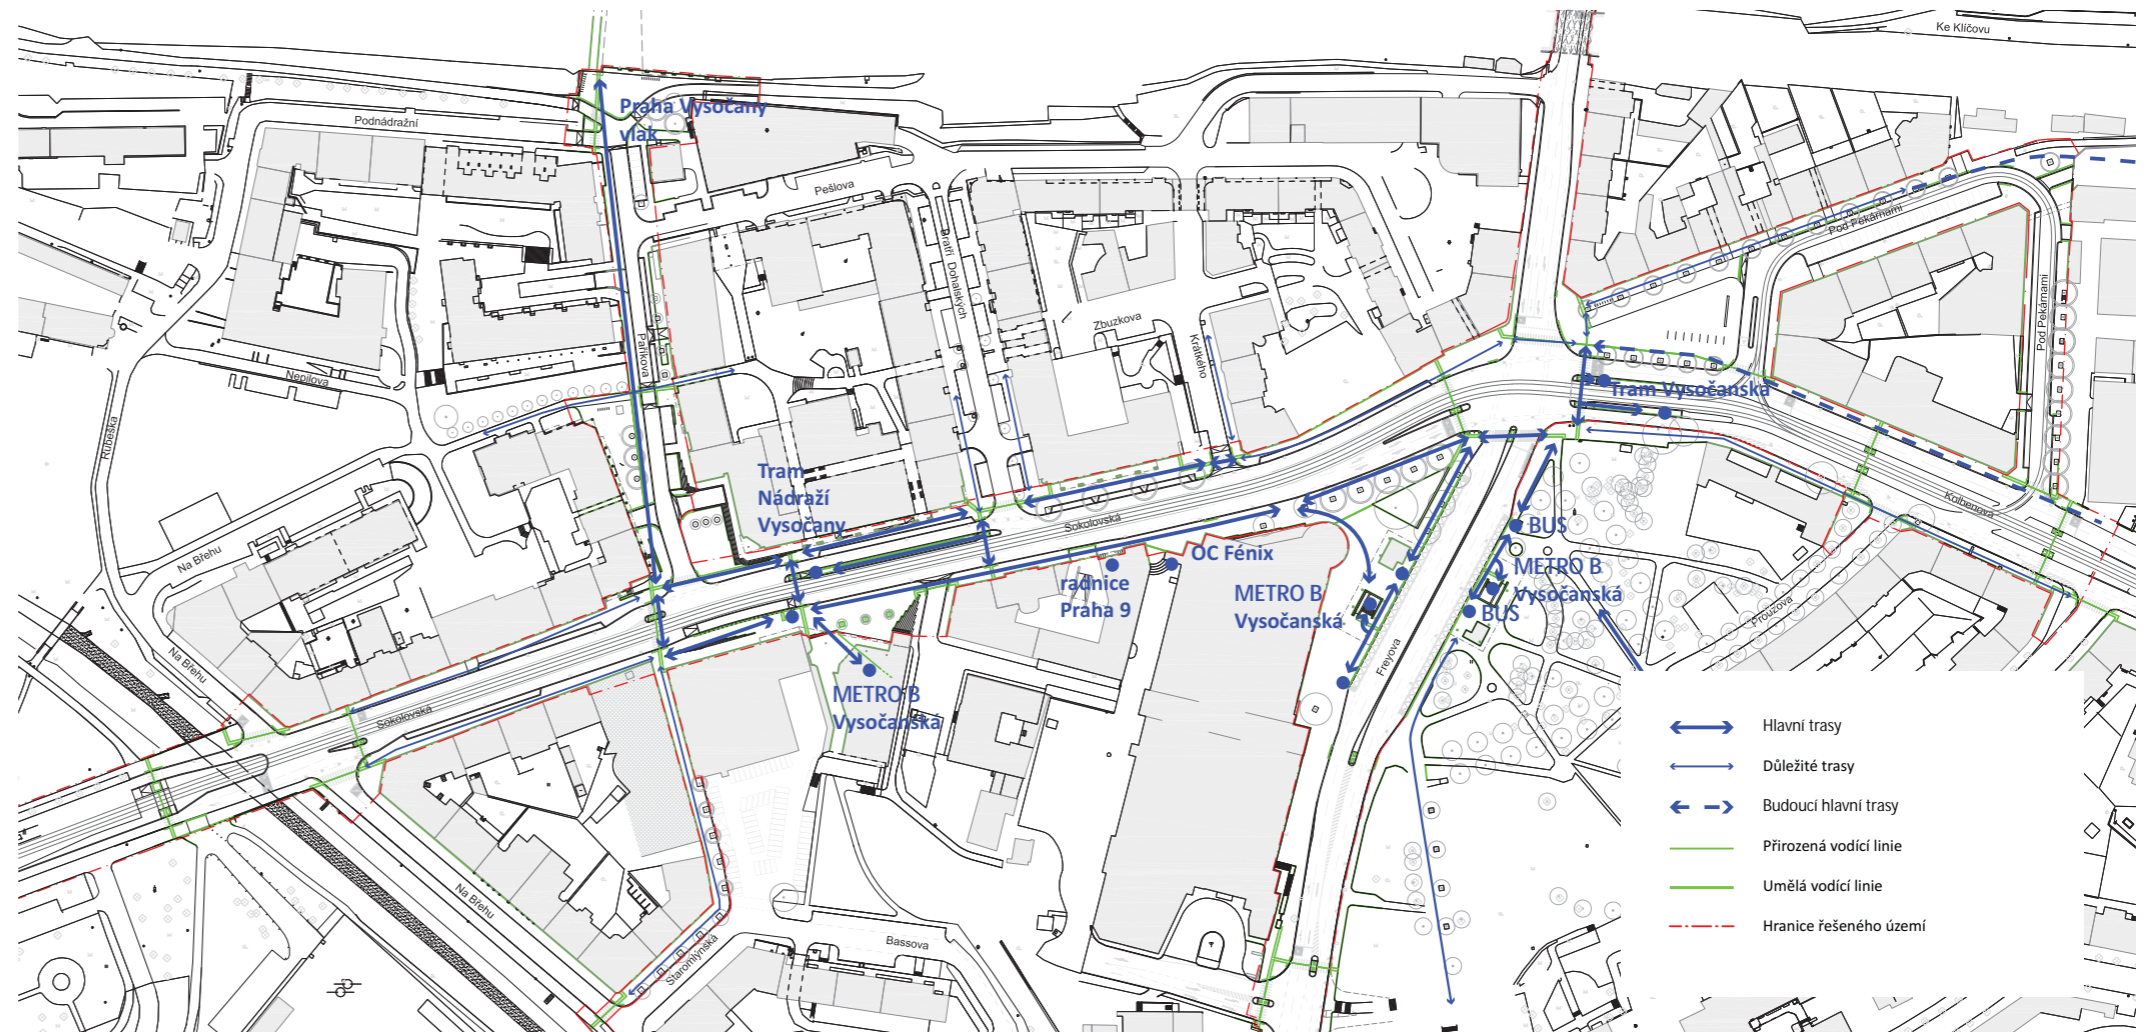 Ke Klíčovu
Praha Vysočany
vlak
Podnádražní
Pešlova
Bratří Dohalských
Pod Pekárnami
Pod Pekárnami
Zbuzkova
Krátkého
Paříkova
Nepilova
Rubeška
Tram Vysočanská
Tram
Nádraží
Vysočany
Sokolovská
Kolbenova
Na Břehu
OC Fénix
radnice
Praha 9
METRO B
Vysočanská
BUS
METRO B
Vysočanská
BUS
Prouzova
Freyova
Na Břehu
METRO B
Vysočanská
Sokolovská
Na Břehu
Staromlýnská
Bassova
Hlavní trasy
Důležité trasy
Budoucí hlavní trasy
Přirozená vodící linie
Umělá vodící linie
Hranice řešeného území